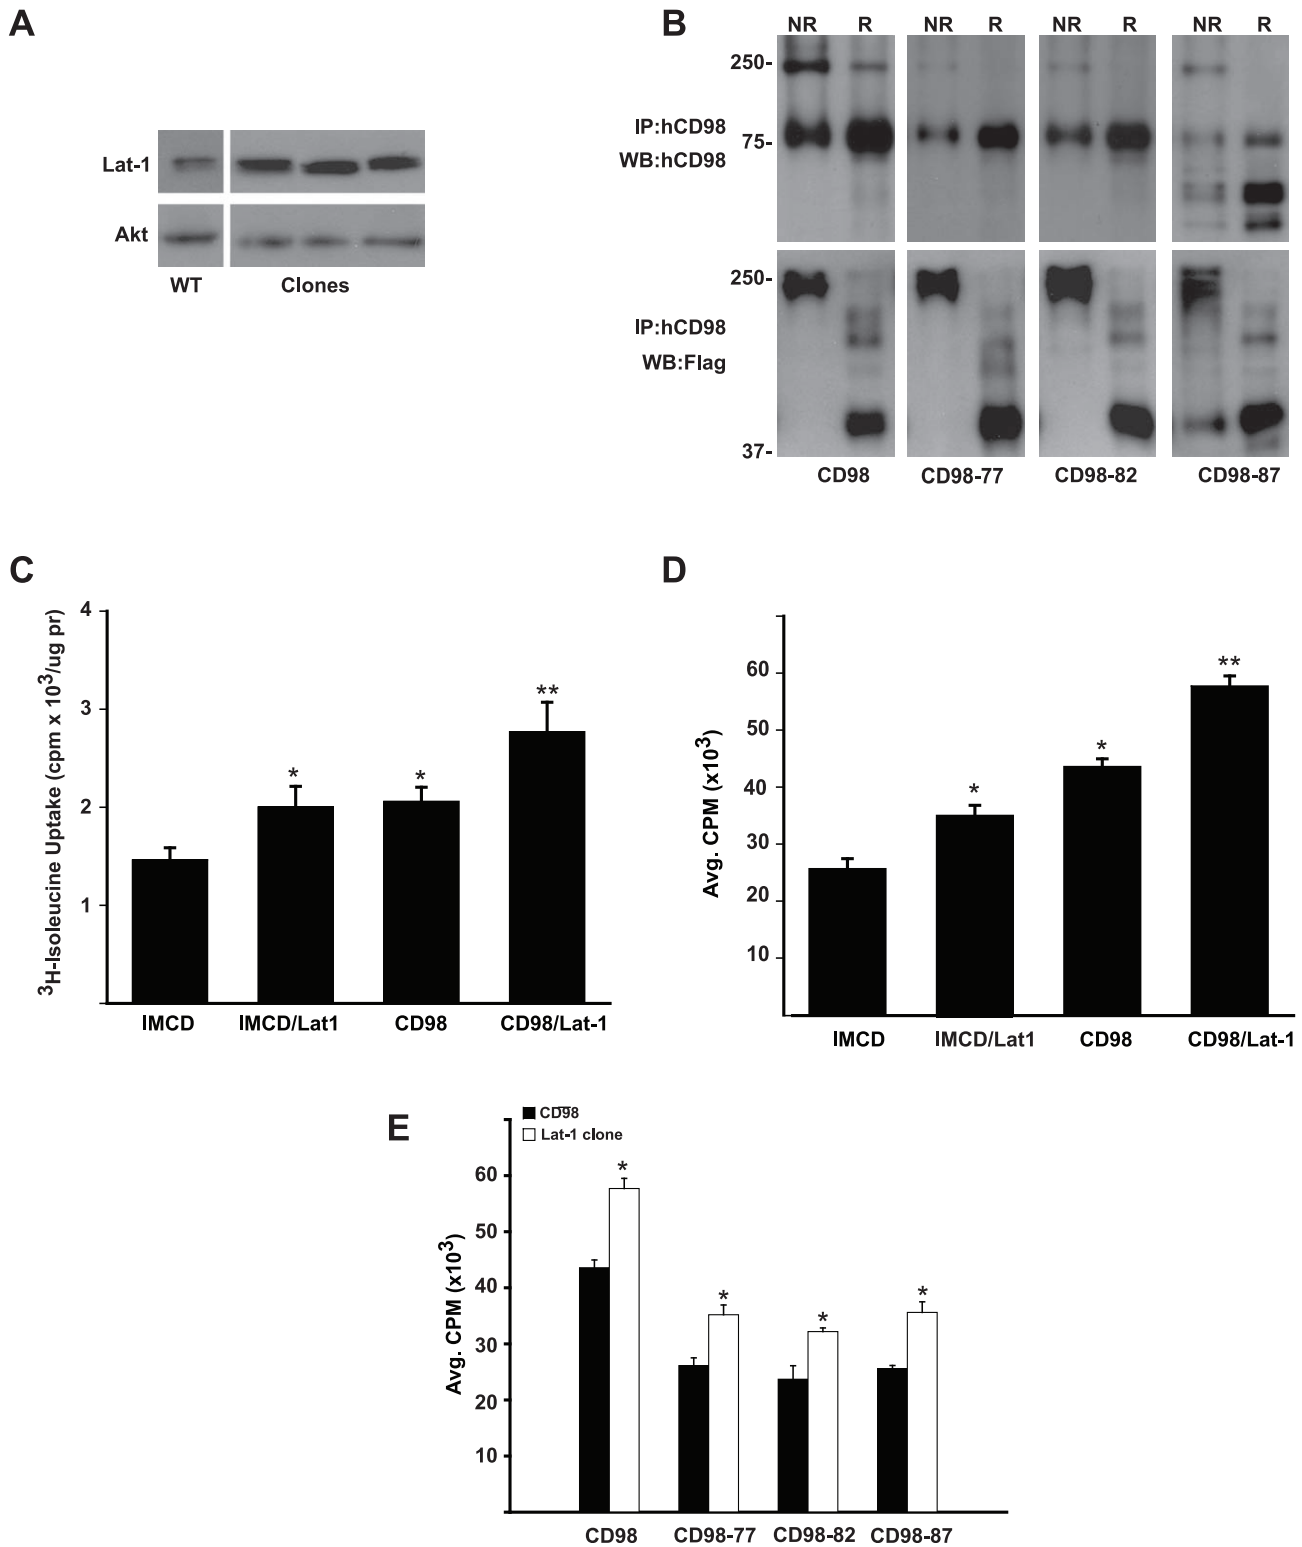 A
Lat-1
Akt
WT
Clones
B
NR R NR R NR R NR R
250-
IP:hCD98
75-
WB:hCD98
250-
IP:hCD98
WB:Flag
37-
CD98 CD98-77 CD98-82 CD98-87
C
³H-Isoleucine Uptake (cpm x 10³/ug pr)
4
3
2
1
*
*
**
IMCD IMCD/Lat1 CD98 CD98/Lat-1
D
Avg. CPM (x10³)
60
50
40
30
20
10
*
*
**
IMCD IMCD/Lat1 CD98 CD98/Lat-1
E
CD98
Lat-1 clone
Avg. CPM (x10³)
60
50
40
30
20
10
*
*
*
*
CD98 CD98-77 CD98-82 CD98-87